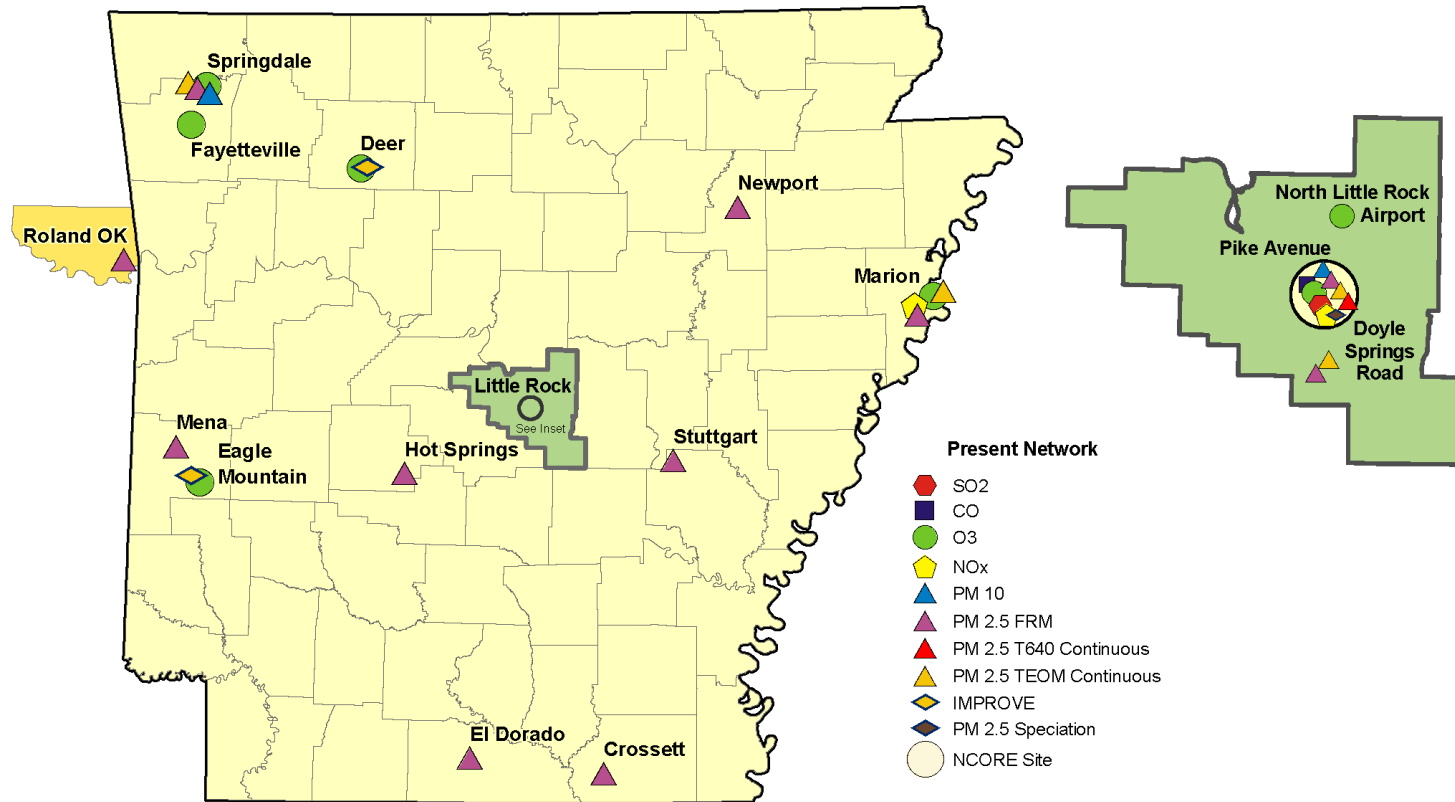 Springdale
Fayetteville
Deer
Newport
Roland OK
Marion
Little Rock
See Inset
Mena
Eagle
Mountain
Hot Springs
Stuttgart
El Dorado
Crossett
North Little Rock
Airport
Pike Avenue
Doyle
Springs
Road
Present Network
SO2
CO
O3
NOx
PM 10
PM 2.5 FRM
PM 2.5 T640 Continuous
PM 2.5 TEOM Continuous
IMPROVE
PM 2.5 Speciation
NCORE Site